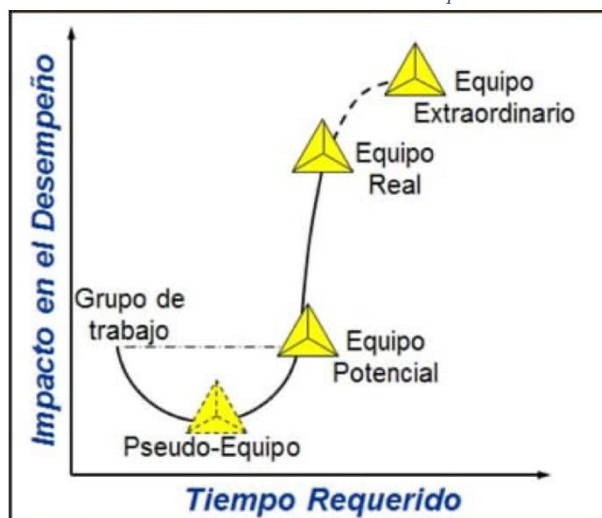 Impacto en el Desempeño
Equipo
Extraordinario
Equipo
Real
Grupo de
trabajo
Equipo
Potencial
Pseudo-Equipo
Tiempo Requerido